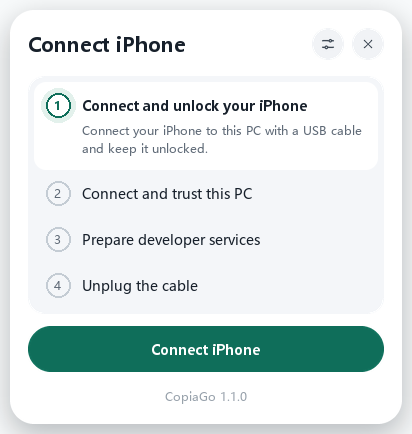 Connect iPhone
1 Connect and unlock your iPhone
Connect your iPhone to this PC with a USB cable
and keep it unlocked.
2 Connect and trust this PC
3 Prepare developer services
4 Unplug the cable
Connect iPhone
CopiaGo 1.1.0